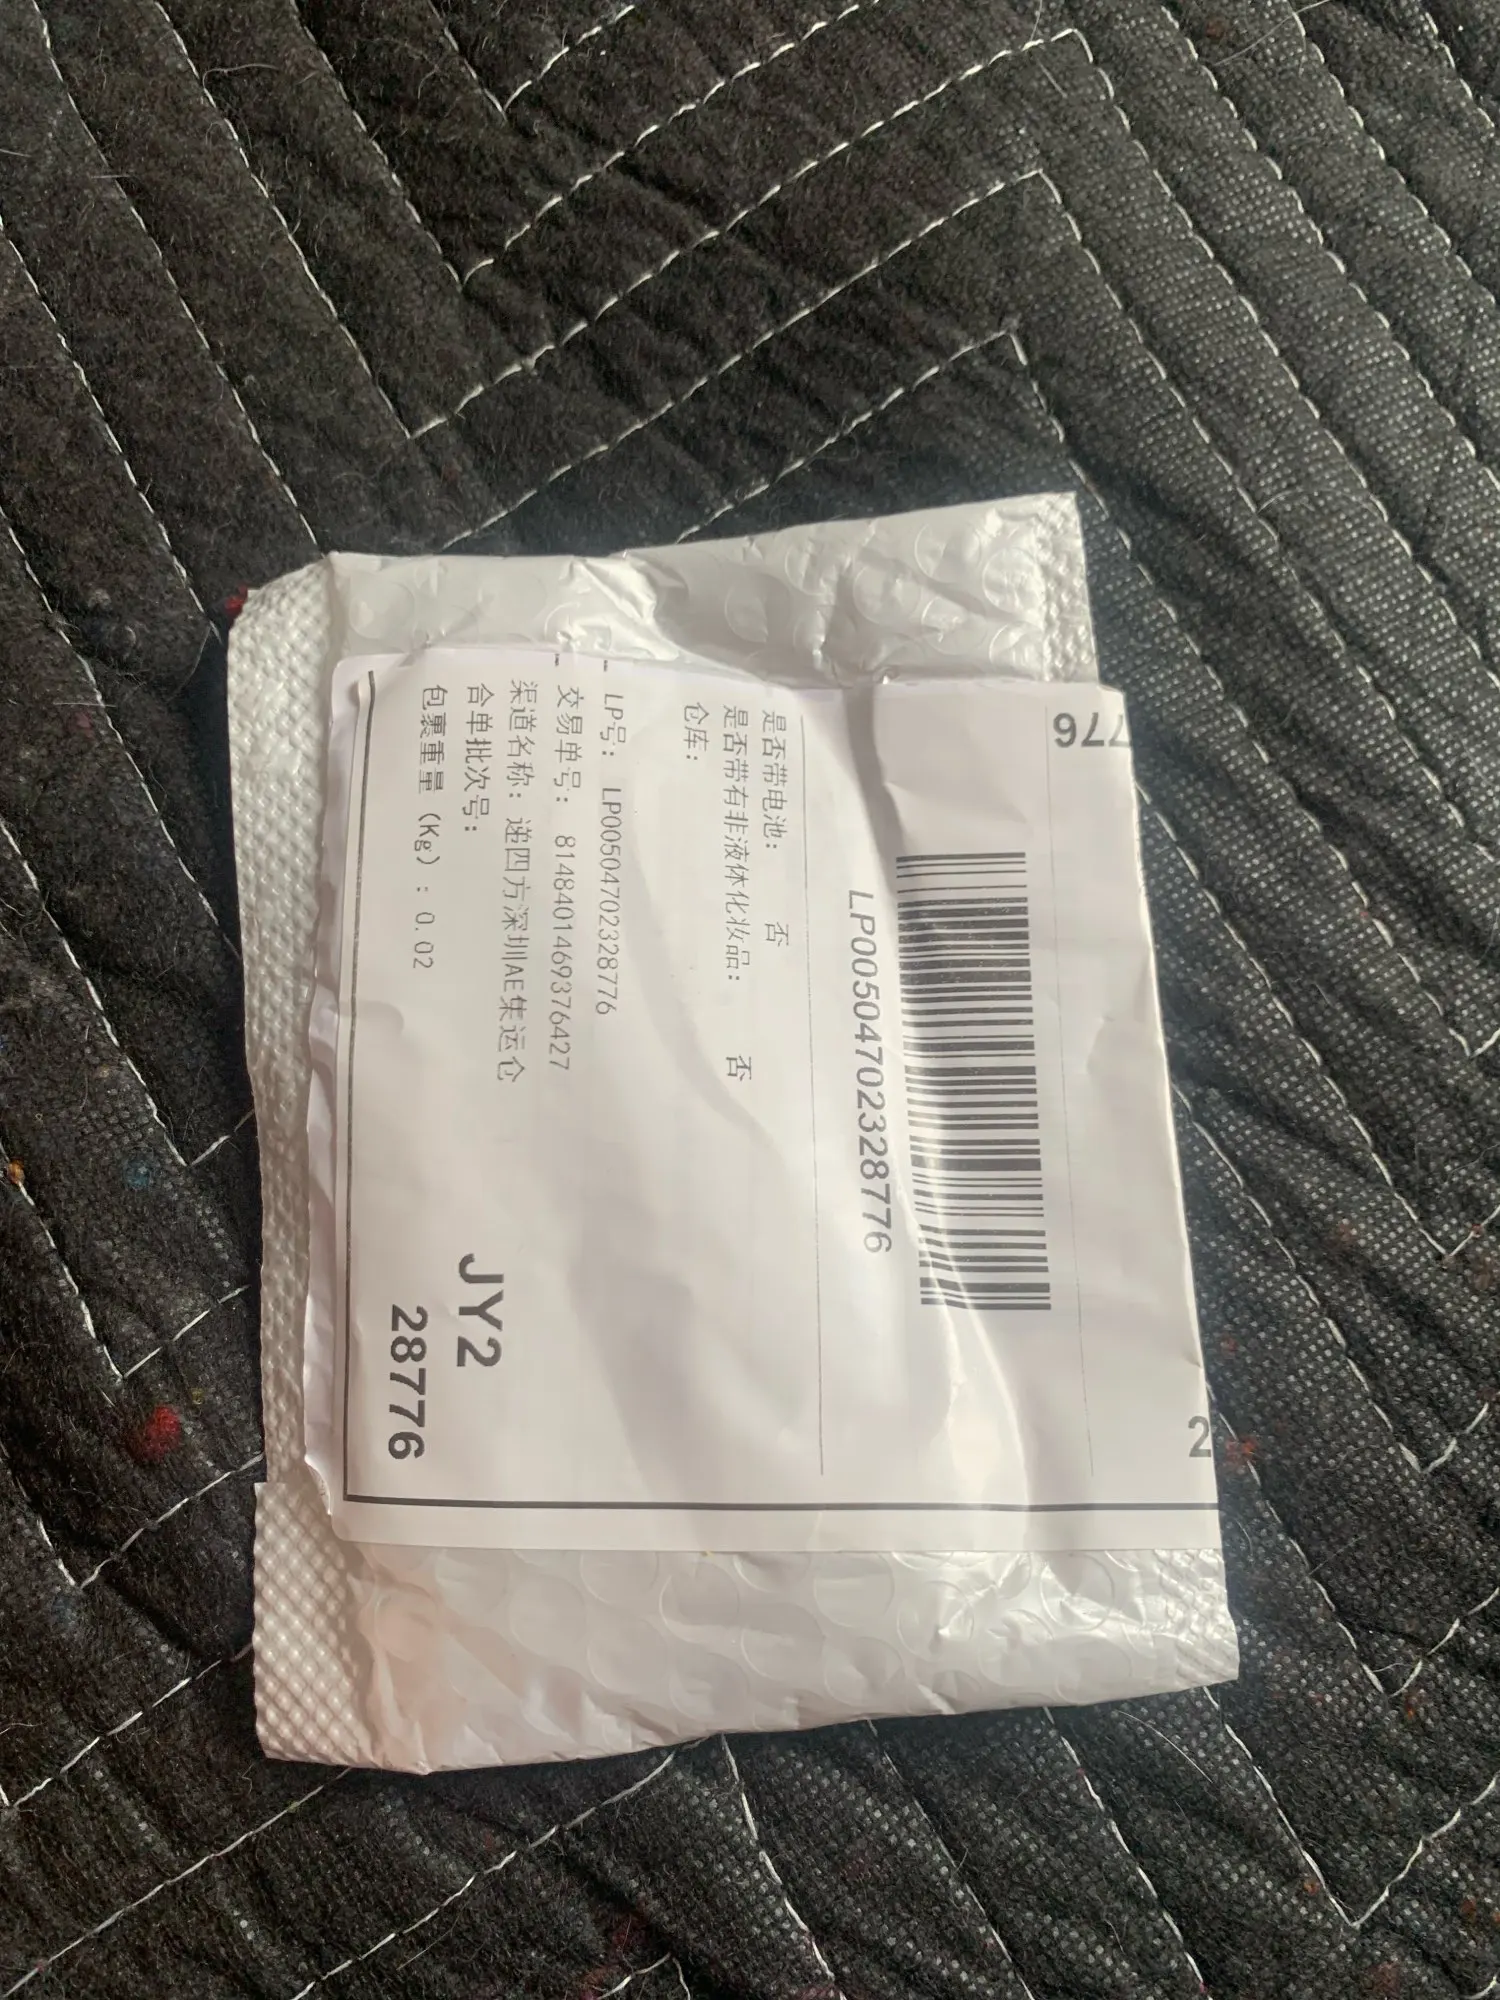 776
2
LP00504702328776
是否带电池： 否
是否带有非液体化妆品： 否
仓库：
LP号： LP00504702328776
交易单号： 8148401469376427
渠道名称：递四方深圳AE集运仓
合单批次号：
包裹重量（Kg）: 0.02
JY2
28776